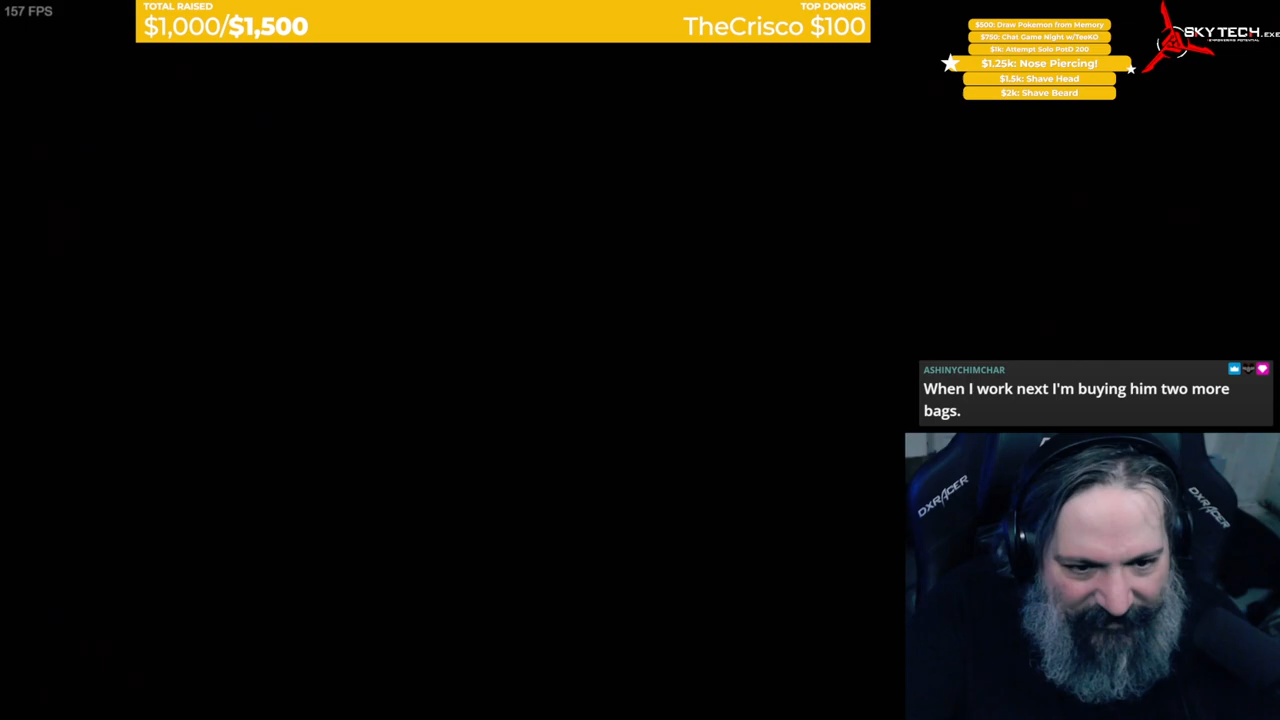 157 FPS
TOTAL RAISED
$1,000/$1,500
TOP DONORS
TheCrisco $100
$500: Draw Pokemon from Memory
$750: Chat Game Night w/TeeKO
$1k: Attempt Solo PotD 200
$1.25k: Nose Piercing!
$1.5k: Shave Head
$2k: Shave Beard
SKYTECH.EXE
ASHINYCHIMCHAR
When I work next I'm buying him two more
bags.
DXRACER
DXRACER